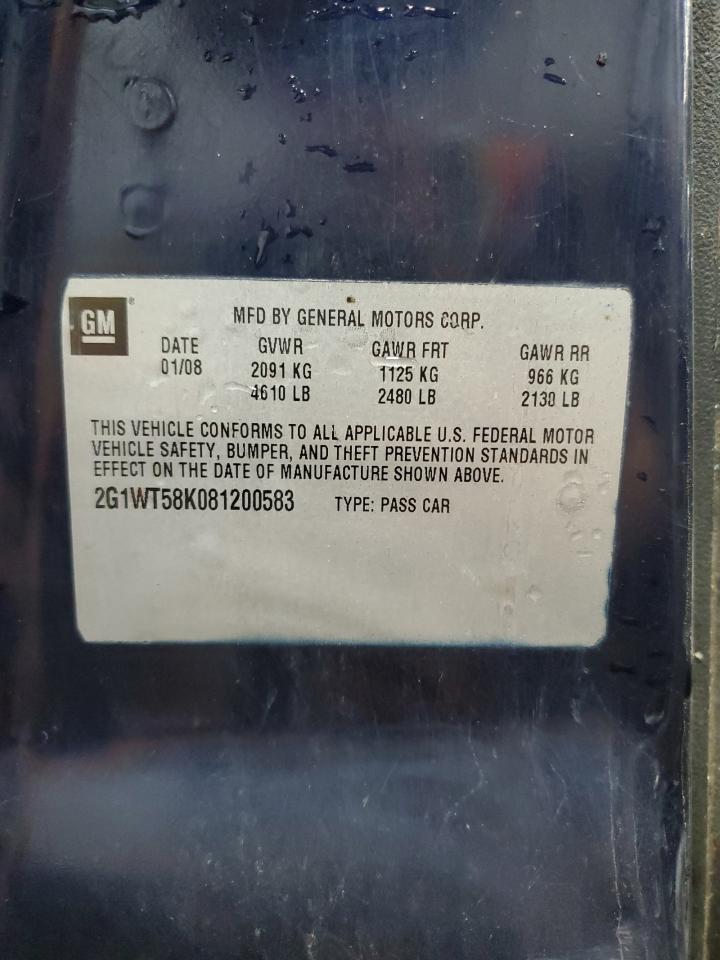 GM ®
MFD BY GENERAL MOTORS CORP.
DATE GVWR GAWR FRT GAWR RR
01/08 2091 KG 1125 KG 966 KG
4610 LB 2480 LB 2130 LB
THIS VEHICLE CONFORMS TO ALL APPLICABLE U.S. FEDERAL MOTOR
VEHICLE SAFETY, BUMPER, AND THEFT PREVENTION STANDARDS IN
EFFECT ON THE DATE OF MANUFACTURE SHOWN ABOVE.
2G1WT58K081200583 TYPE: PASS CAR